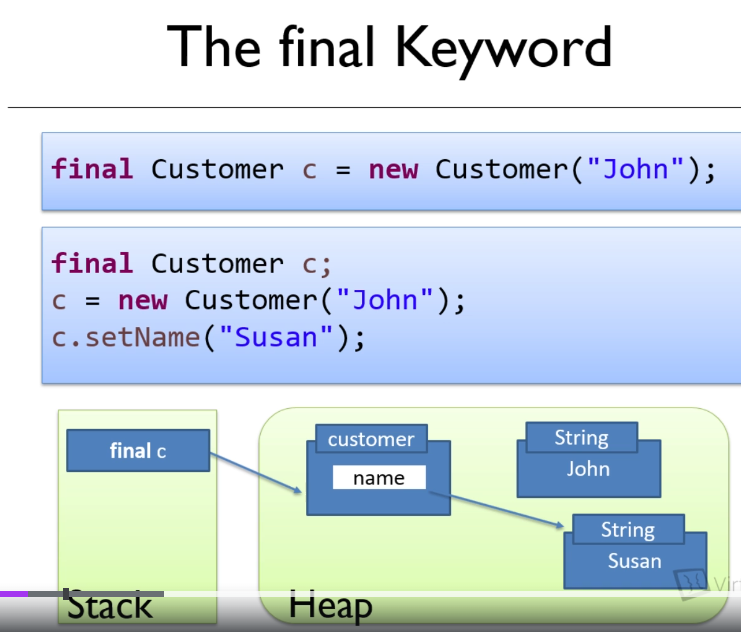 The final Keyword
final Customer c = new Customer("John");
final Customer c;
c = new Customer("John");
c.setName("Susan");
final c
customer
name
String
John
String
Susan
Stack
Heap